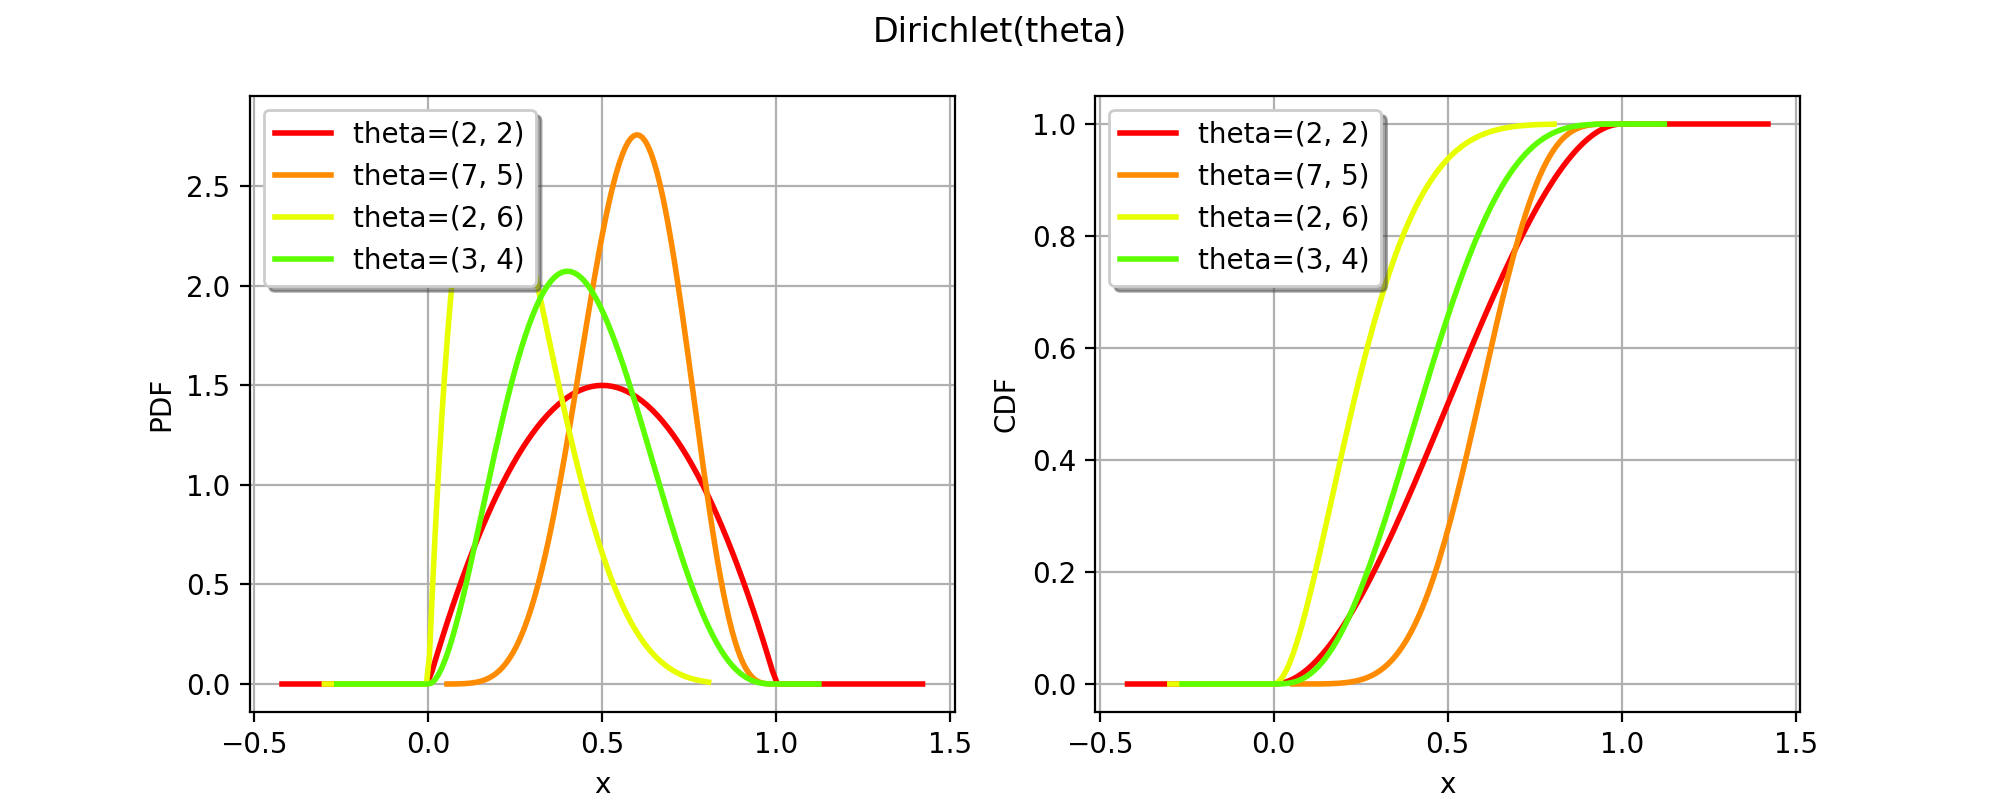 Dirichlet(theta)
theta=(2, 2)
theta=(7, 5)
theta=(2, 6)
theta=(3, 4)
2.5
2.0
1.5
1.0
0.5
0.0
PDF
−0.5 0.0 0.5 1.0 1.5
x
theta=(2, 2)
theta=(7, 5)
theta=(2, 6)
theta=(3, 4)
1.0
0.8
0.6
0.4
0.2
0.0
CDF
−0.5 0.0 0.5 1.0 1.5
x